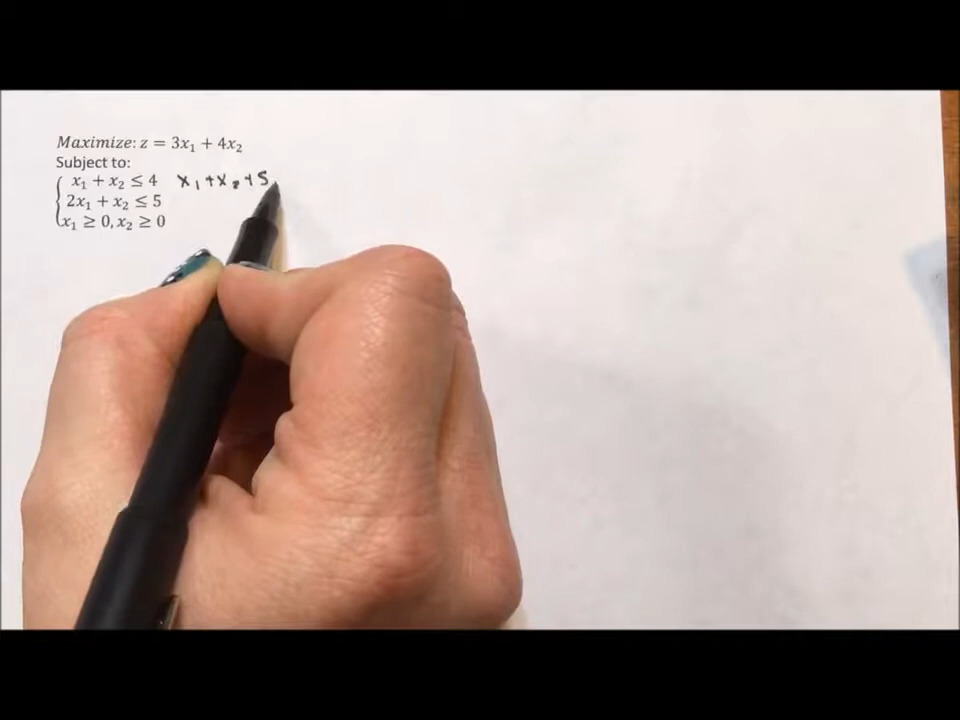 Maximize: z = 3x₁ + 4x₂
Subject to:
x₁ + x₂ ≤ 4 x₁+x₂+s
2x₁ + x₂ ≤ 5
x₁ ≥ 0, x₂ ≥ 0